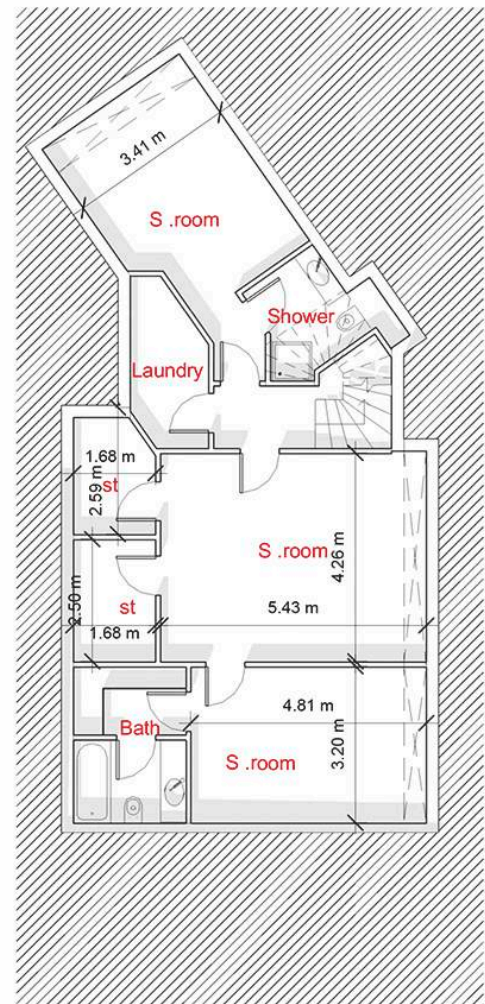 3.41 m
S .room
Shower
Laundry
1.68 m
st
2.59 m
S .room
4.26 m
2.50 m
st
5.43 m
1.68 m
4.81 m
Bath
3.20 m
S .room